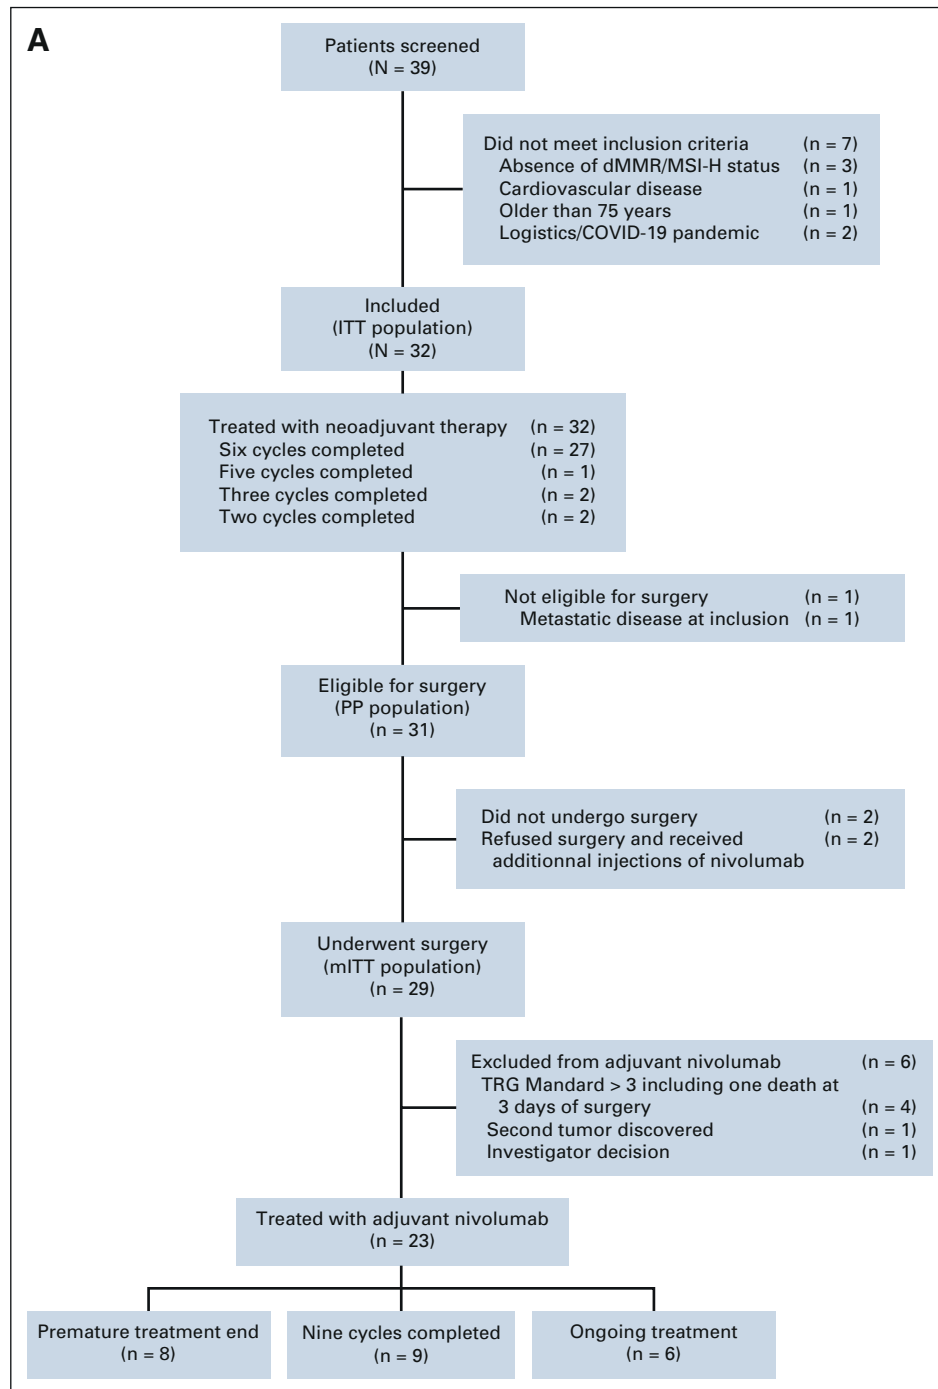 A
Patients screened
(N = 39)
Did not meet inclusion criteria (n = 7)
Absence of dMMR/MSI-H status (n = 3)
Cardiovascular disease (n = 1)
Older than 75 years (n = 1)
Logistics/COVID-19 pandemic (n = 2)
Included
(ITT population)
(N = 32)
Treated with neoadjuvant therapy (n = 32)
Six cycles completed (n = 27)
Five cycles completed (n = 1)
Three cycles completed (n = 2)
Two cycles completed (n = 2)
Not eligible for surgery (n = 1)
Metastatic disease at inclusion (n = 1)
Eligible for surgery
(PP population)
(n = 31)
Did not undergo surgery (n = 2)
Refused surgery and received (n = 2)
additionnal injections of nivolumab
Underwent surgery
(mITT population)
(n = 29)
Excluded from adjuvant nivolumab (n = 6)
TRG Mandard > 3 including one death at
3 days of surgery (n = 4)
Second tumor discovered (n = 1)
Investigator decision (n = 1)
Treated with adjuvant nivolumab
(n = 23)
Premature treatment end
(n = 8)
Nine cycles completed
(n = 9)
Ongoing treatment
(n = 6)